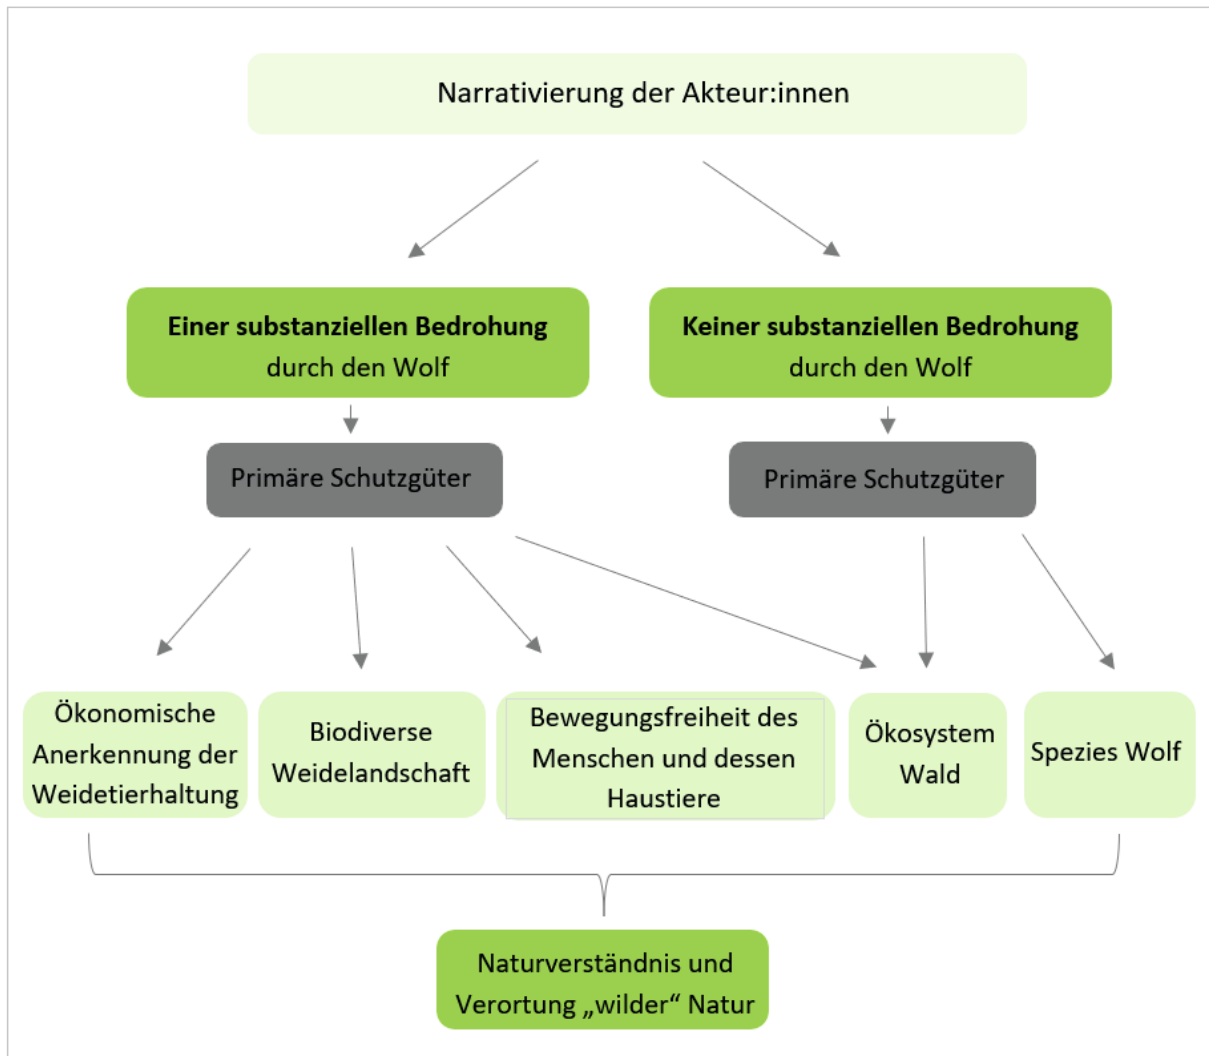 Narrativierung der Akteur:innen
Einer substanziellen Bedrohung
durch den Wolf
Keiner substanziellen Bedrohung
durch den Wolf
Primäre Schutzgüter
Primäre Schutzgüter
Ökonomische
Anerkennung der
Weidetierhaltung
Biodiverse
Weidelandschaft
Bewegungsfreiheit des
Menschen und dessen
Haustiere
Ökosystem
Wald
Spezies Wolf
Naturverständnis und
Verortung „wilder“ Natur